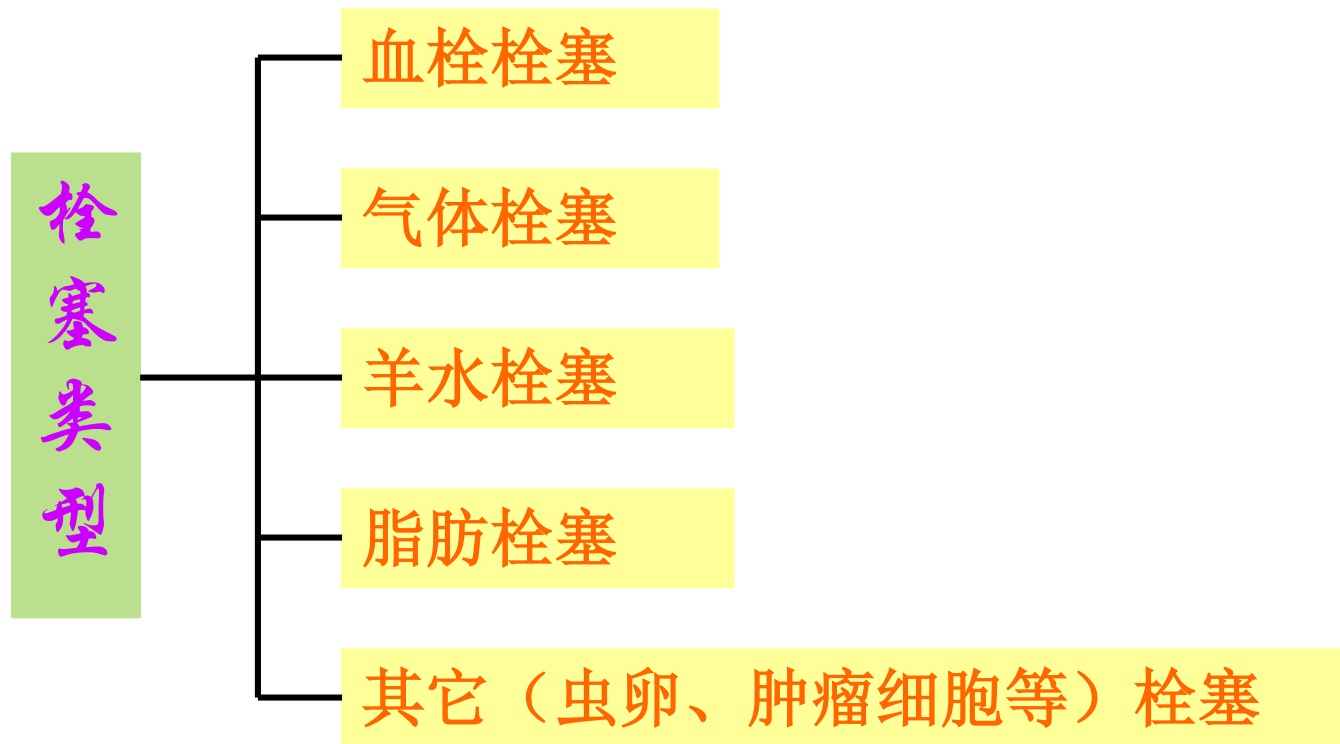 栓塞类型
血栓栓塞
气体栓塞
羊水栓塞
脂肪栓塞
其它（虫卵、肿瘤细胞等）栓塞